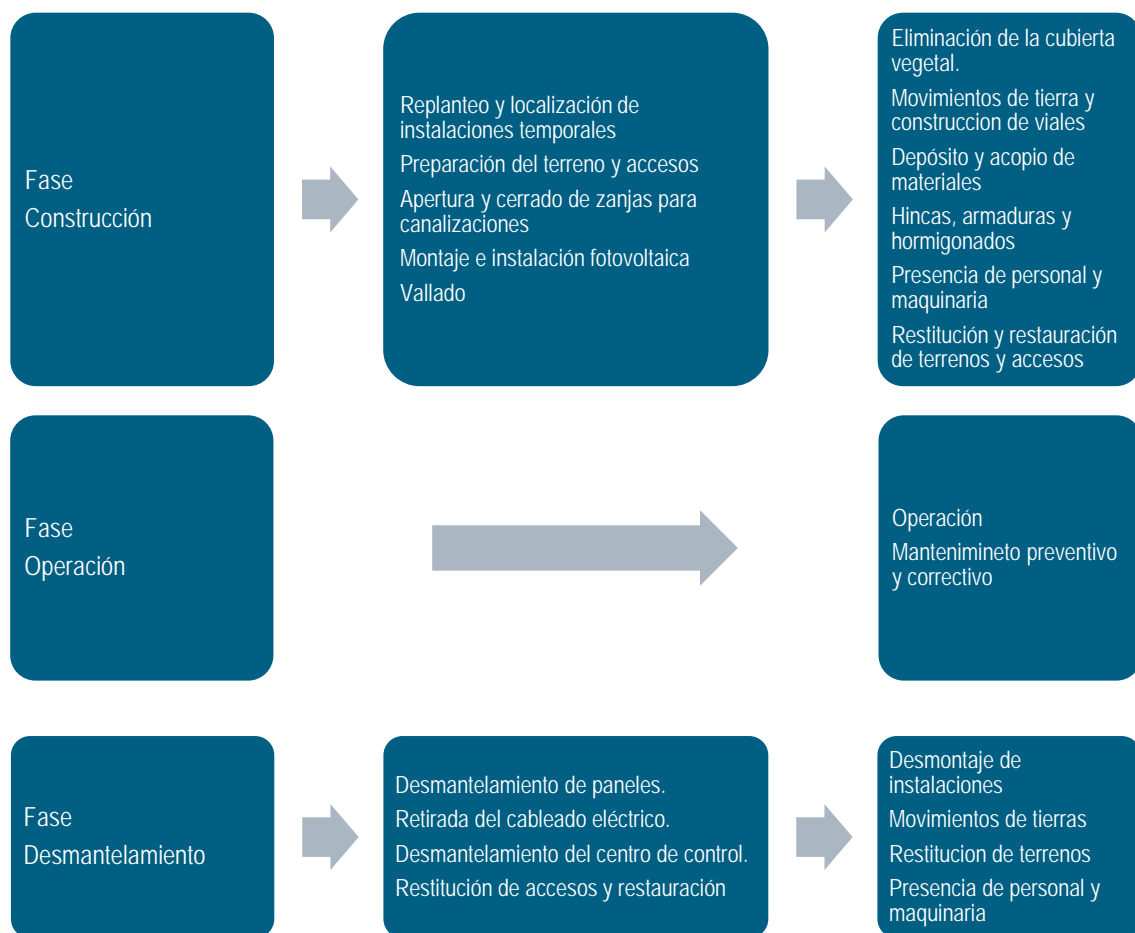 Fase
Construcción
Replanteo y localización de
instalaciones temporales
Preparación del terreno y accesos
Apertura y cerrado de zanjas para
canalizaciones
Montaje e instalación fotovoltaica
Vallado
Eliminación de la cubierta
vegetal.
Movimientos de tierra y
construccion de viales
Depósito y acopio de
materiales
Hincas, armaduras y
hormigonados
Presencia de personal y
maquinaria
Restitución y restauración
de terrenos y accesos
Fase
Operación
Operación
Mantenimineto preventivo
y correctivo
Fase
Desmantelamiento
Desmantelamiento de paneles.
Retirada del cableado eléctrico.
Desmantelamiento del centro de control.
Restitución de accesos y restauración
Desmontaje de
instalaciones
Movimientos de tierras
Restitucion de terrenos
Presencia de personal y
maquinaria